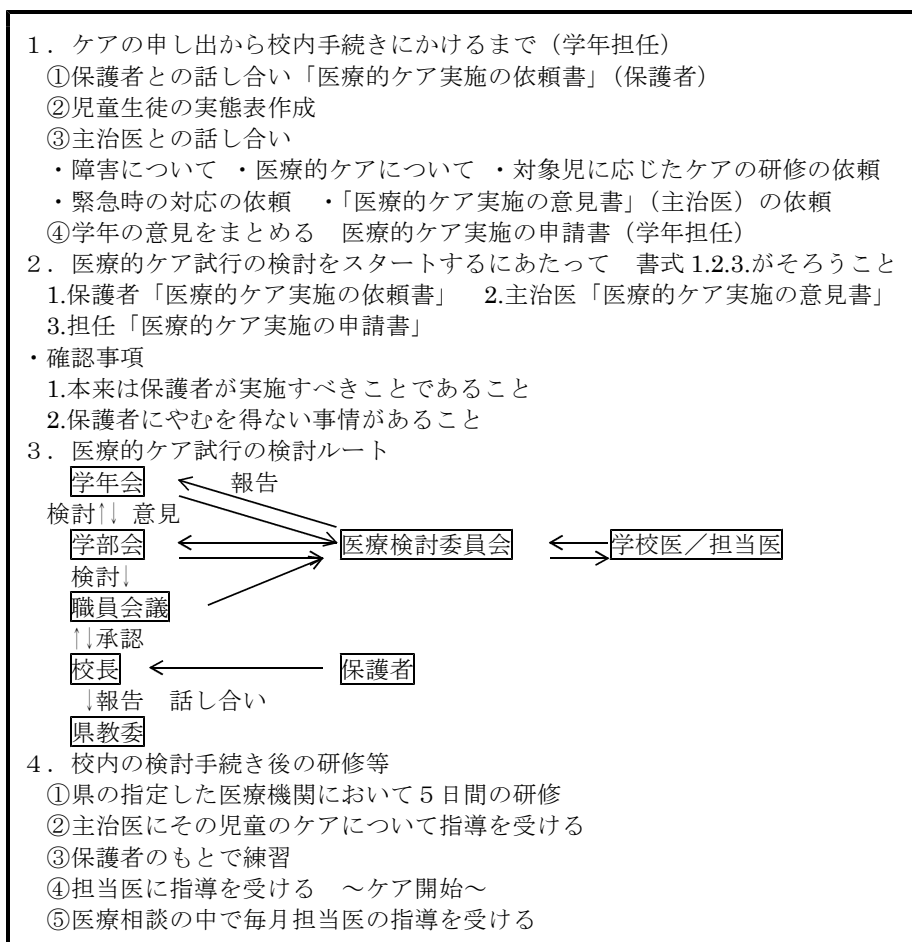 １．ケアの申し出から校内手続きにかけるまで（学年担任）
①保護者との話し合い「医療的ケア実施の依頼書」（保護者）
②児童生徒の実態表作成
③主治医との話し合い
・障害について ・医療的ケアについて ・対象児に応じたケアの研修の依頼
・緊急時の対応の依頼　・「医療的ケア実施の意見書」（主治医）の依頼
④学年の意見をまとめる　医療的ケア実施の申請書（学年担任）
２．医療的ケア試行の検討をスタートするにあたって　書式 1.2.3.がそろうこと
1.保護者「医療的ケア実施の依頼書」　2.主治医「医療的ケア実施の意見書」
3.担任「医療的ケア実施の申請書」
・確認事項
1.本来は保護者が実施すべきことであること
2.保護者にやむを得ない事情があること
３．医療的ケア試行の検討ルート
学年会　報告
検討↑↓ 意見
学部会　医療検討委員会　学校医／担当医
検討↓
職員会議
↑↓承認
校長　保護者
↓報告　話し合い
県教委
４．校内の検討手続き後の研修等
①県の指定した医療機関において５日間の研修
②主治医にその児童のケアについて指導を受ける
③保護者のもとで練習
④担当医に指導を受ける　～ケア開始～
⑤医療相談の中で毎月担当医の指導を受ける